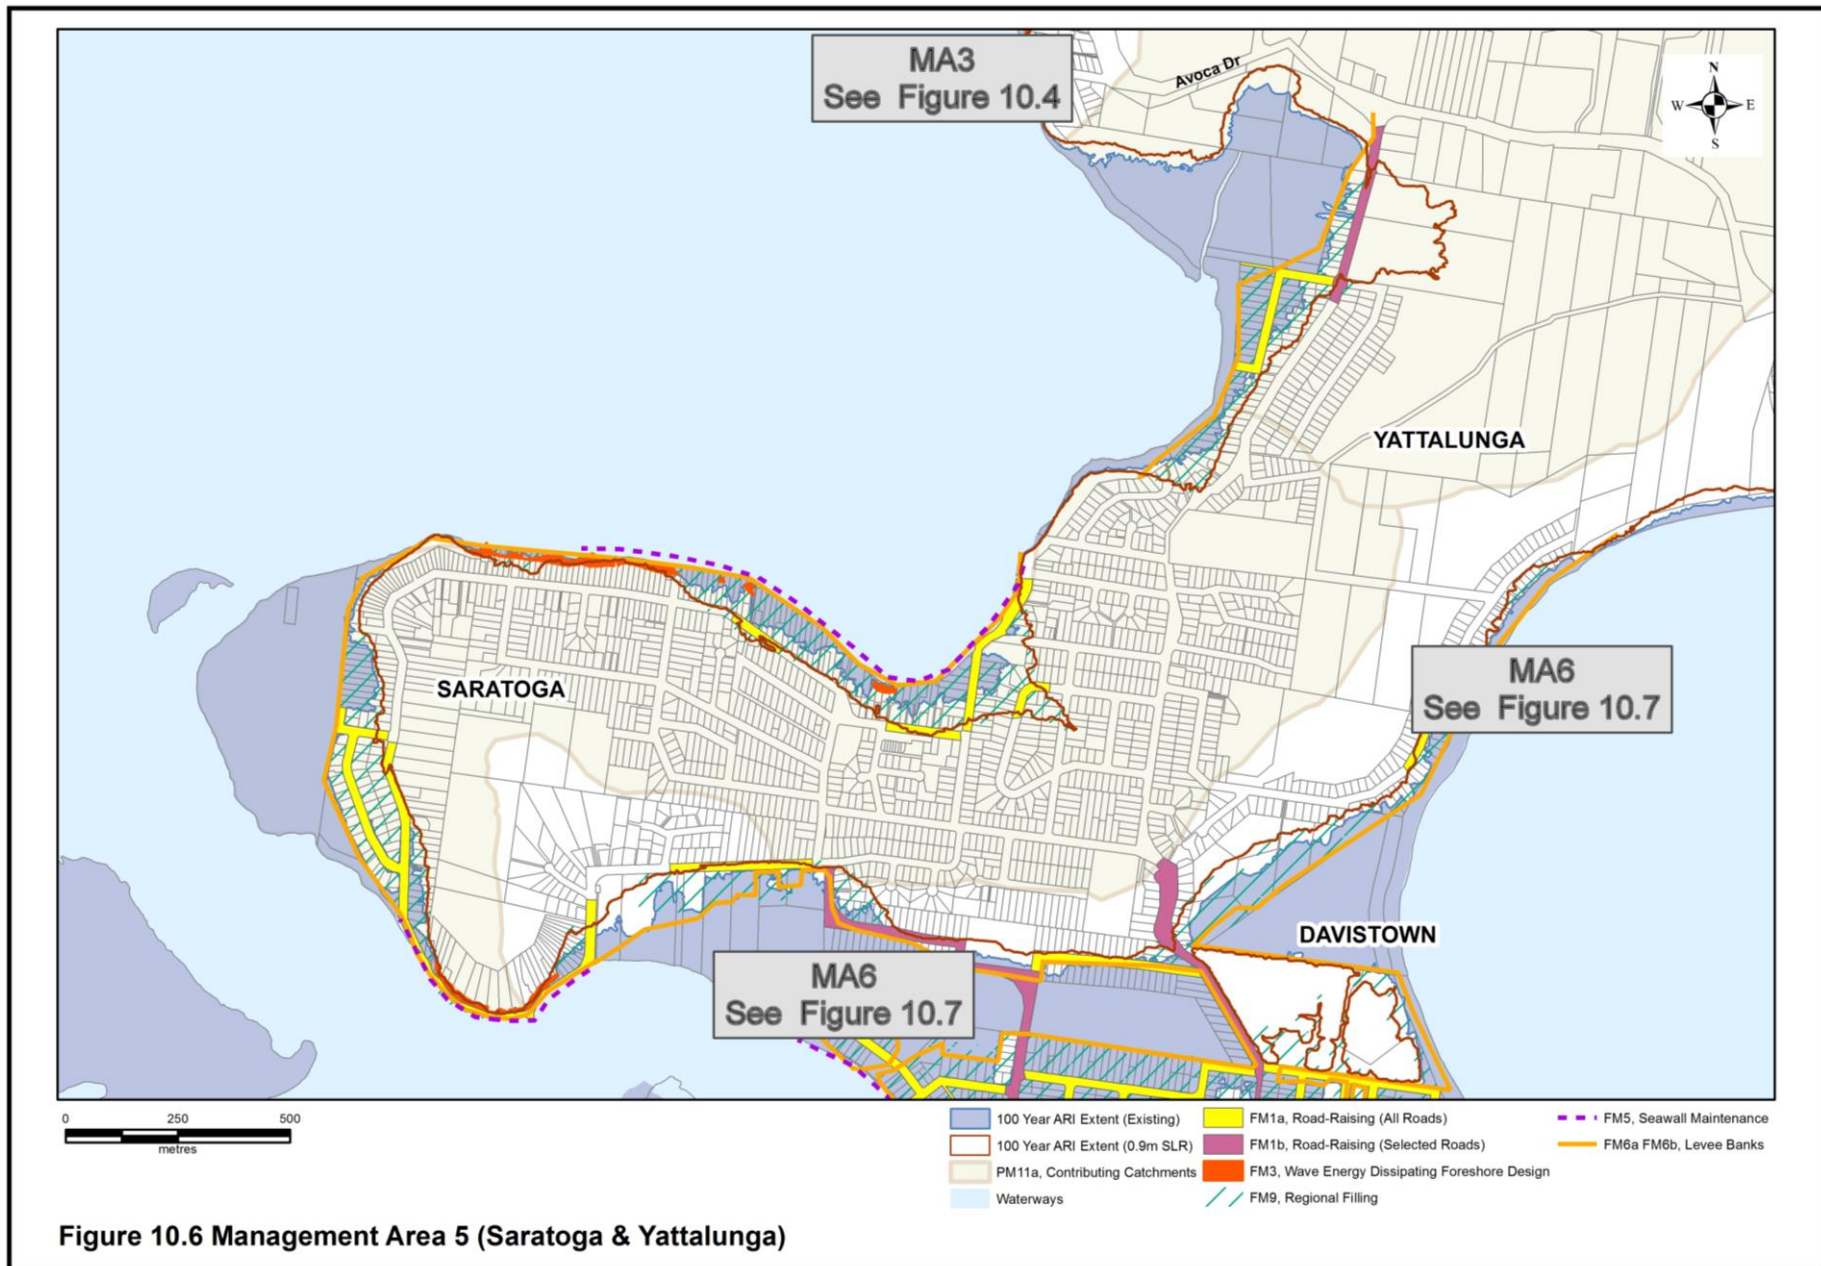 MA3
See Figure 10.4
Avoca Dr
N
W E
S
YATTALUNGA
MA6
See Figure 10.7
SARATOGA
DAVISTOWN
MA6
See Figure 10.7
0 250 500
metres
100 Year ARI Extent (Existing)
100 Year ARI Extent (0.9m SLR)
PM11a, Contributing Catchments
Waterways
FM1a, Road-Raising (All Roads)
FM1b, Road-Raising (Selected Roads)
FM3, Wave Energy Dissipating Foreshore Design
FM9, Regional Filling
FM5, Seawall Maintenance
FM6a FM6b, Levee Banks
Figure 10.6 Management Area 5 (Saratoga & Yattalunga)